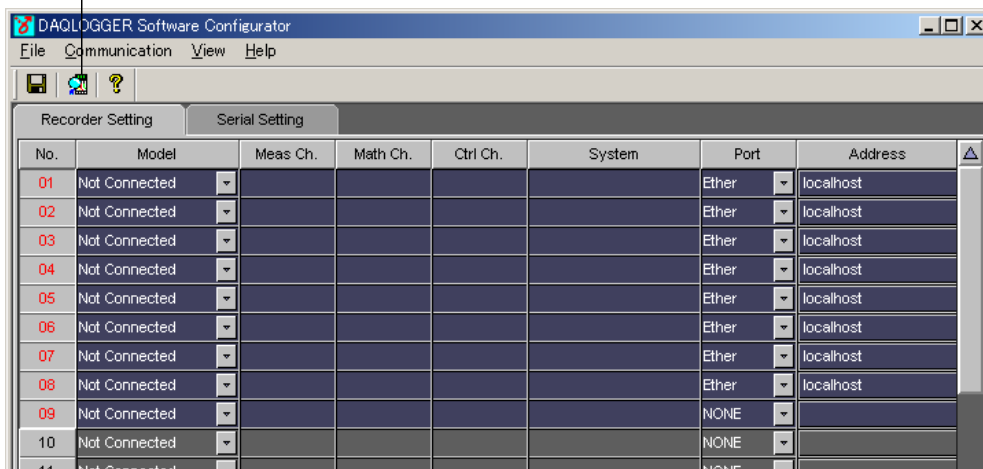 DAQLOGGER Software Configurator
File Communication View Help
Recorder Setting Serial Setting
No. Model Meas Ch. Math Ch. Ctrl Ch. System Port Address
01 Not Connected Ether localhost
02 Not Connected Ether localhost
03 Not Connected Ether localhost
04 Not Connected Ether localhost
05 Not Connected Ether localhost
06 Not Connected Ether localhost
07 Not Connected Ether localhost
08 Not Connected Ether localhost
09 Not Connected NONE
10 Not Connected NONE